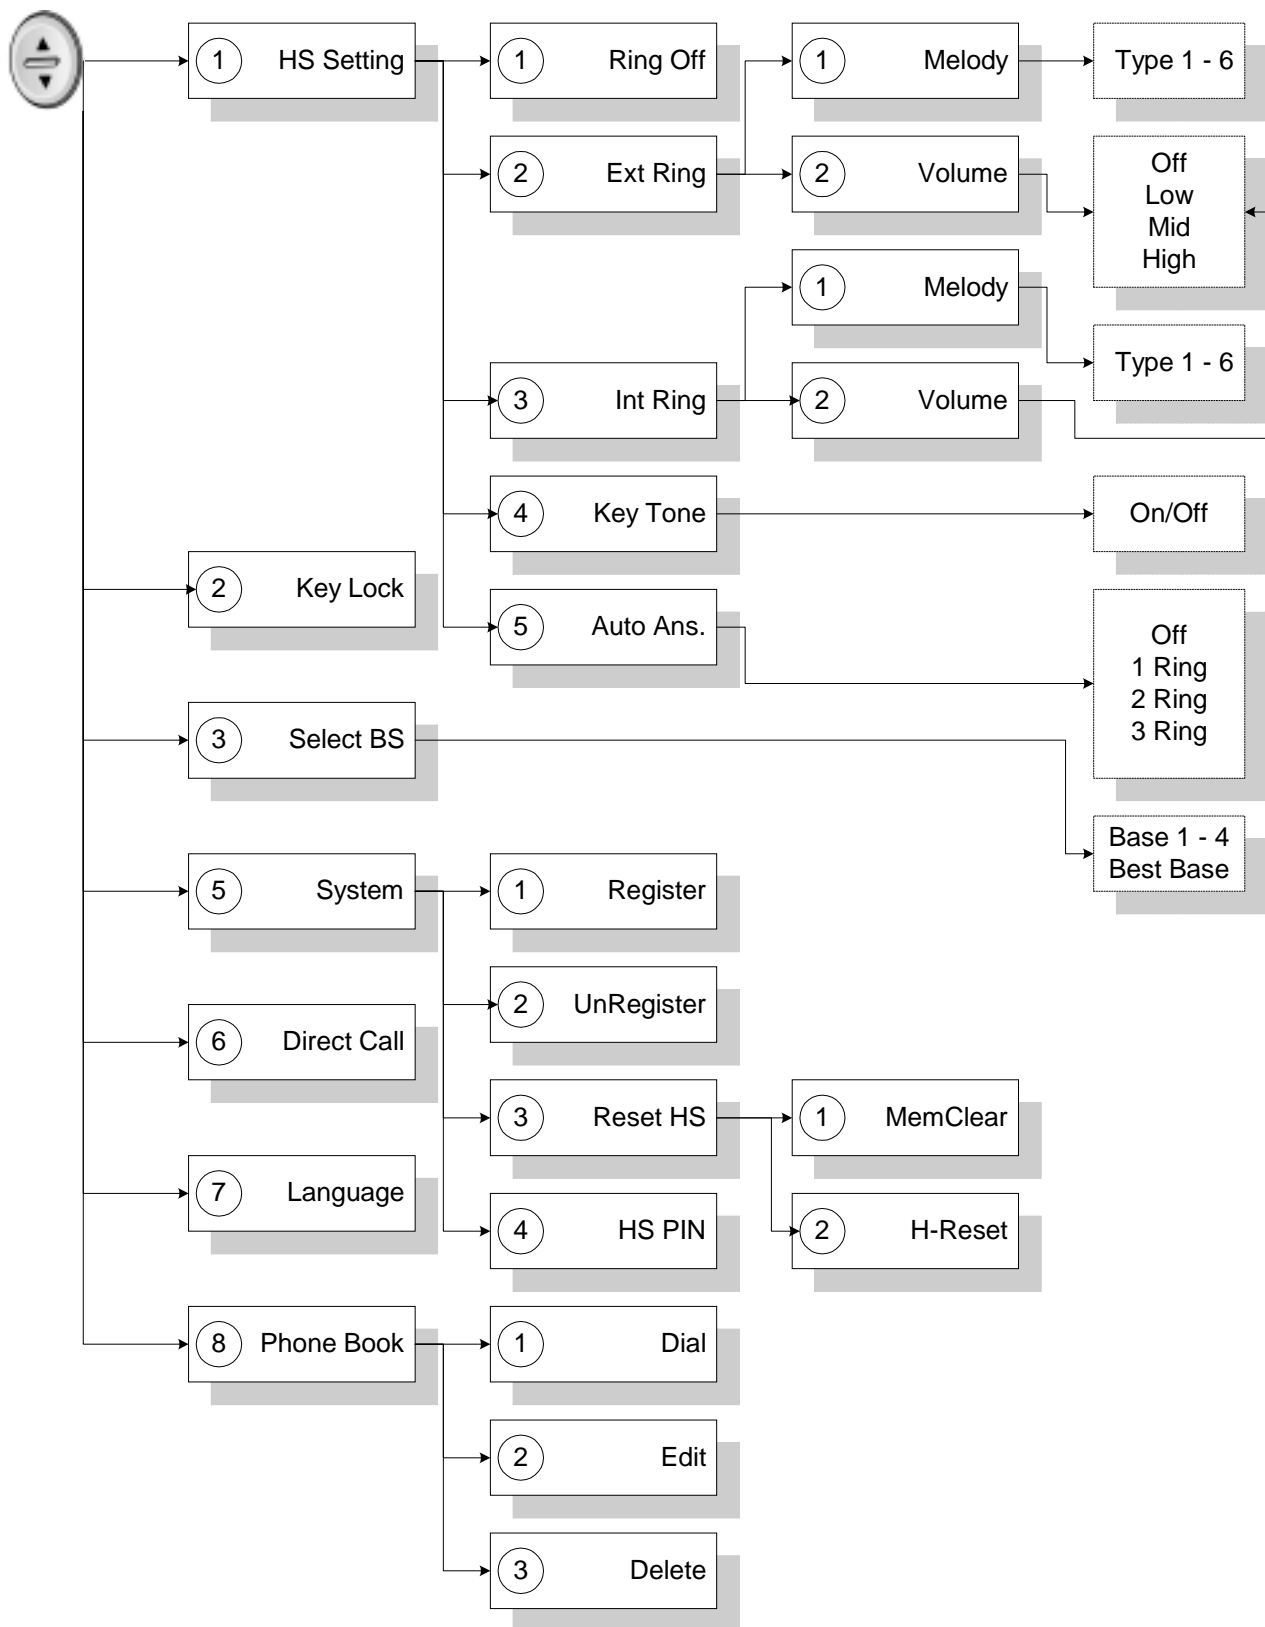 1 HS Setting
1 Ring Off
1 Melody
Type 1 - 6
2 Ext Ring
2 Volume
Off
Low
Mid
High
1 Melody
Type 1 - 6
3 Int Ring
2 Volume
4 Key Tone
On/Off
2 Key Lock
5 Auto Ans.
Off
1 Ring
2 Ring
3 Ring
3 Select BS
Base 1 - 4
Best Base
5 System
1 Register
2 UnRegister
6 Direct Call
3 Reset HS
1 MemClear
7 Language
4 HS PIN
2 H-Reset
8 Phone Book
1 Dial
2 Edit
3 Delete